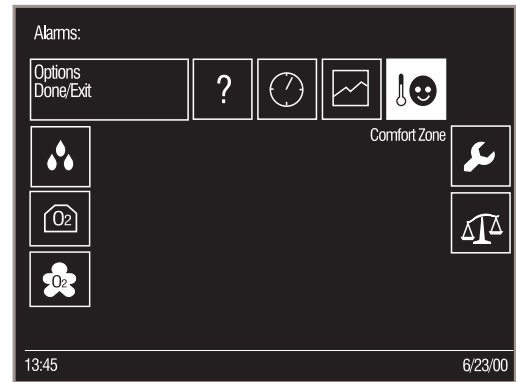 Alarms:
Options
Done/Exit
?
Comfort Zone
O2
O2
13:45
6/23/00